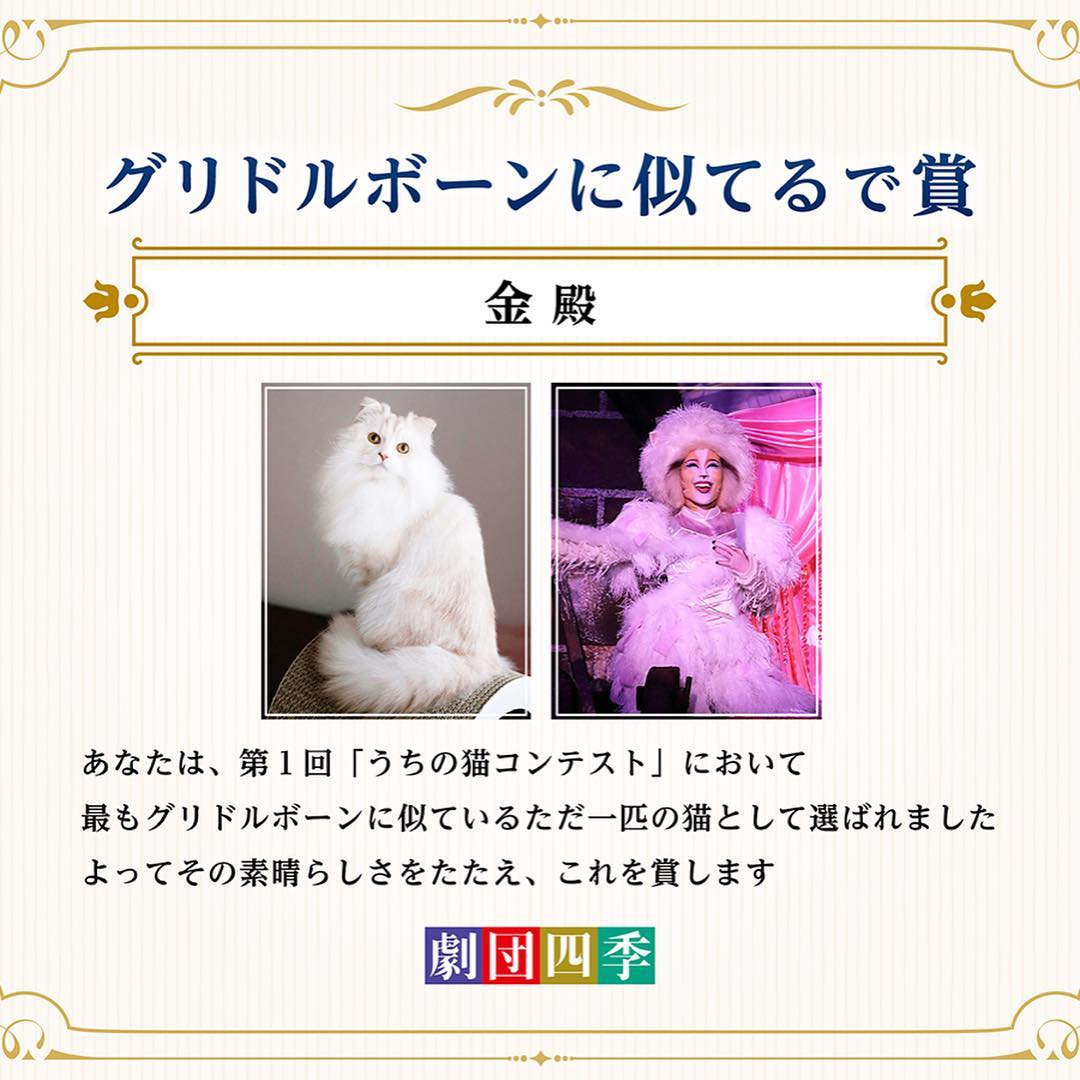 グリドルボーンに似てるで賞
金 殿
あなたは、第1回「うちの猫コンテスト」において
最もグリドルボーンに似ているただ一匹の猫として選ばれました
よってその素晴らしさをたたえ、これを賞します
劇団四季